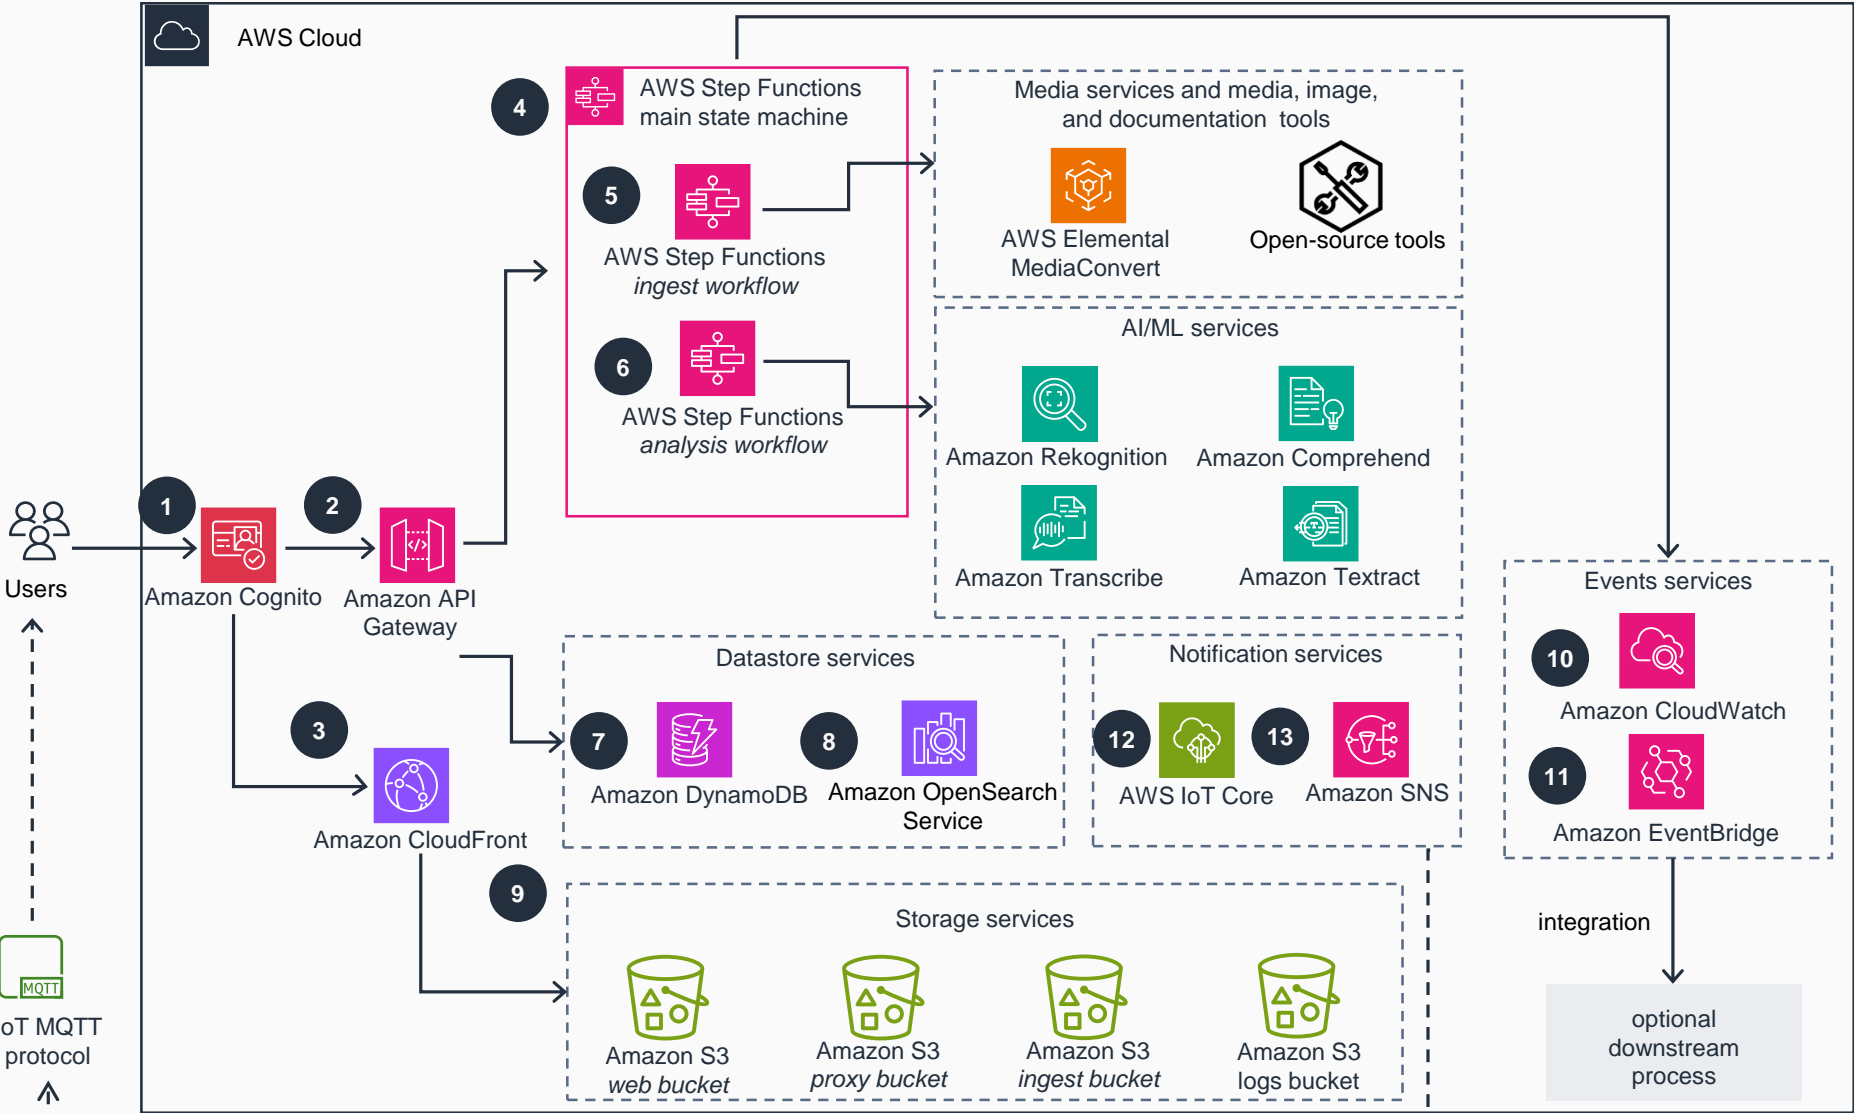 AWS Cloud
4
AWS Step Functions
main state machine
5
AWS Step Functions
ingest workflow
6
AWS Step Functions
analysis workflow
Media services and media, image,
and documentation tools
AWS Elemental
MediaConvert
Open-source tools
AI/ML services
Amazon Rekognition
Amazon Comprehend
Amazon Transcribe
Amazon Textract
Users
1
Amazon Cognito
2
Amazon API
Gateway
3
Amazon CloudFront
Datastore services
7
Amazon DynamoDB
8
Amazon OpenSearch
Service
Notification services
12
AWS IoT Core
13
Amazon SNS
Events services
10
Amazon CloudWatch
11
Amazon EventBridge
integration
optional
downstream
process
9
Storage services
Amazon S3
web bucket
Amazon S3
proxy bucket
Amazon S3
ingest bucket
Amazon S3
logs bucket
MQTT
oT MQTT
protocol